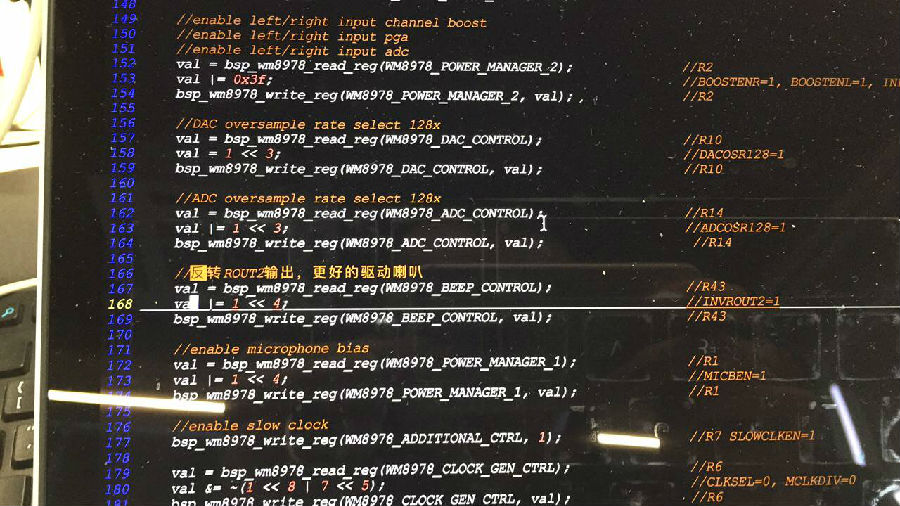 148
149 //enable left/right input channel boost
150 //enable left/right input pga
151 //enable left/right input adc
152 val = bsp_wm8978_read_reg(WM8978_POWER_MANAGER_2); //R2
153 val |= 0x3f; //BOOSTENR=1, BOOSTENL=1, IN
154 bsp_wm8978_write_reg(WM8978_POWER_MANAGER_2, val); //R2
155
156 //DAC oversample rate select 128x
157 val = bsp_wm8978_read_reg(WM8978_DAC_CONTROL); //R10
158 val = 1 << 3; //DACOSR128=1
159 bsp_wm8978_write_reg(WM8978_DAC_CONTROL, val); //R10
160
161 //ADC oversample rate select 128x
162 val = bsp_wm8978_read_reg(WM8978_ADC_CONTROL); //R14
163 val |= 1 << 3; //ADCOSR128=1
164 bsp_wm8978_write_reg(WM8978_ADC_CONTROL, val); //R14
165
166 //反转ROUT2输出，更好的驱动喇叭
167 val = bsp_wm8978_read_reg(WM8978_BEEP_CONTROL); //R43
168 val |= 1 << 4; //INVROUT2=1
169 bsp_wm8978_write_reg(WM8978_BEEP_CONTROL, val); //R43
170
171 //enable microphone bias
172 val = bsp_wm8978_read_reg(WM8978_POWER_MANAGER_1); //R1
173 val |= 1 << 4; //MICBEN=1
174 bsp_wm8978_write_reg(WM8978_POWER_MANAGER_1, val); //R1
175
176 //enable slow clock
177 bsp_wm8978_write_reg(WM8978_ADDITIONAL_CTRL, 1); //R7 SLOWCLKEN=1
178
179 val = bsp_wm8978_read_reg(WM8978_CLOCK_GEN_CTRL); //R6
180 val &= ~(1 << 8 | 7 << 5); //CLKSEL=0, MCLKDIV=0
181 bsp_wm8978_write_reg(WM8978_CLOCK_GEN_CTRL, val); //R6